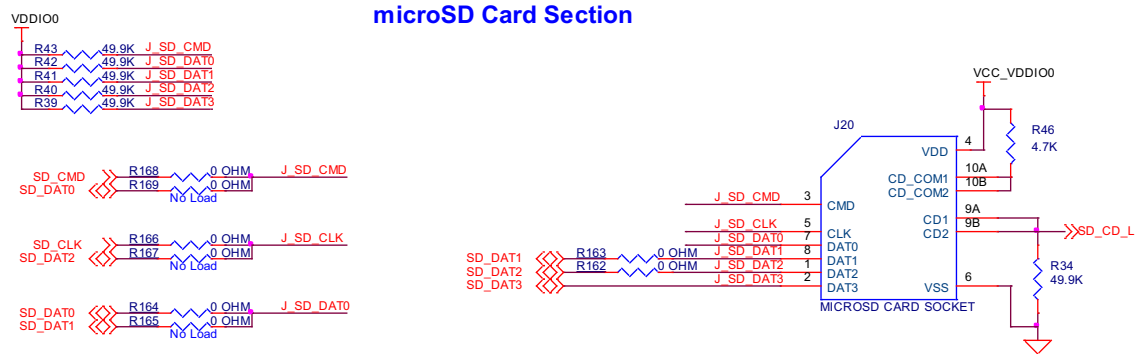 microSD Card Section
VDDIO0
R43 49.9K J_SD_CMD
R42 49.9K J_SD_DAT0
R41 49.9K J_SD_DAT1
R40 49.9K J_SD_DAT2
R39 49.9K J_SD_DAT3
SD_CMD R168 0 OHM J_SD_CMD
SD_DAT0 R169 0 OHM
No Load
SD_CLK R166 0 OHM J_SD_CLK
SD_DAT2 R167 0 OHM
No Load
SD_DAT0 R164 0 OHM J_SD_DAT0
SD_DAT1 R165 0 OHM
No Load
VCC_VDDIO0
J20
R46
4.7K
4 VDD
10A CD_COM1
10B CD_COM2
J_SD_CMD 3 CMD
9A CD1
J_SD_CLK 5 CLK
9B CD2 SD_CD_L
J_SD_DAT0 7 DAT0
SD_DAT1 R163 0 OHM J_SD_DAT1 8 DAT1
SD_DAT2 R162 0 OHM J_SD_DAT2 1 DAT2
SD_DAT3 J_SD_DAT3 2 DAT3
R34
49.9K
6 VSS
MICROSD CARD SOCKET